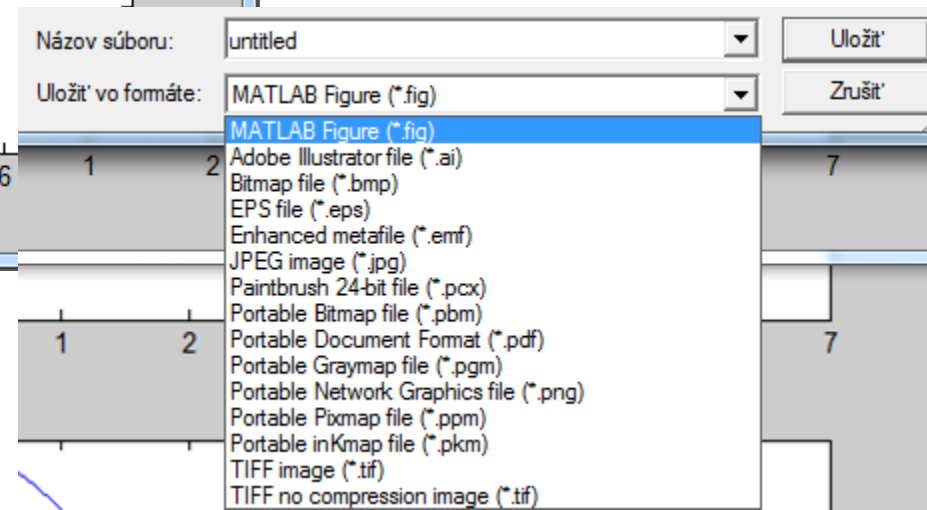 Názov súboru:
untitled
Uložiť
Uložiť vo formáte:
MATLAB Figure (*.fig)
Zrušiť
MATLAB Figure (*.fig)
Adobe Illustrator file (*.ai)
Bitmap file (*.bmp)
EPS file (*.eps)
Enhanced metafile (*.emf)
JPEG image (*.jpg)
Paintbrush 24-bit file (*.pcx)
Portable Bitmap file (*.pbm)
Portable Document Format (*.pdf)
Portable Graymap file (*.pgm)
Portable Network Graphics file (*.png)
Portable Pixmap file (*.ppm)
Portable inKmap file (*.pkm)
TIFF image (*.tif)
TIFF no compression image (*.tif)
6 1 2 7
1 2 7